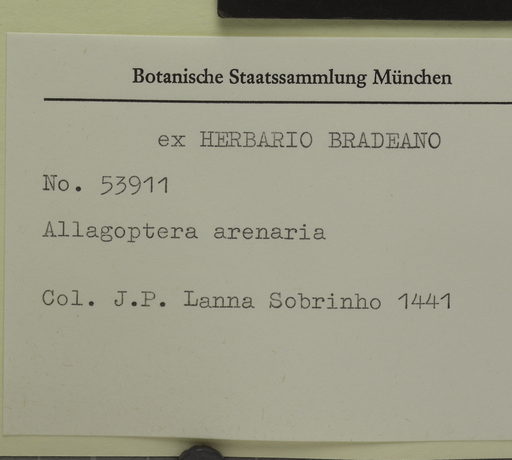 Botanische Staatssammlung München
ex HERBARIO BRADEANO
No. 53911
Allagoptera arenaria
Col. J.P. Lanna Sobrinho 1441